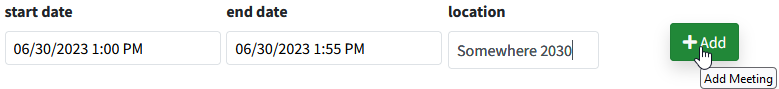 start date end date location
06/30/2023 1:00 PM 06/30/2023 1:55 PM Somewhere 2030 + Add
Add Meeting